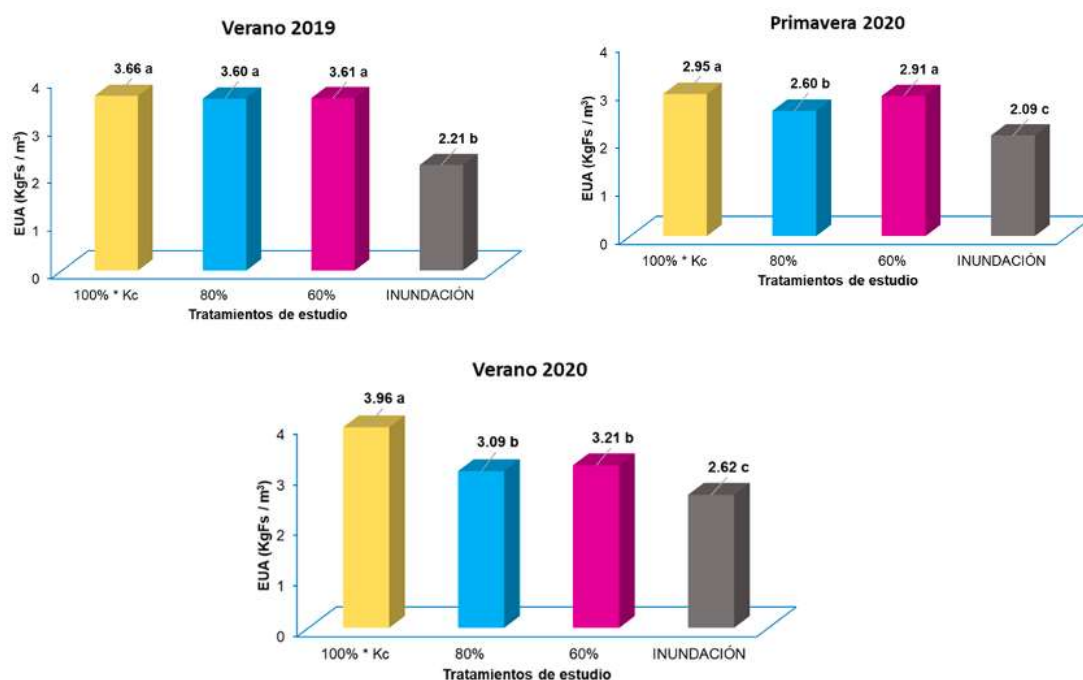 Verano 2019
3.66 a
3.60 a
3.61 a
2.21 b
4
3
2
1
0
EUA (KgFs / m³)
100% * Kc
80%
60%
INUNDACIÓN
Tratamientos de estudio
Primavera 2020
2.95 a
2.60 b
2.91 a
2.09 c
4
3
2
1
0
EUA (KgFs / m³)
100% * Kc
80%
60%
INUNDACIÓN
Tratamientos de estudio
Verano 2020
3.96 a
3.09 b
3.21 b
2.62 c
4
3
2
1
0
EUA (KgFs / m³)
100% * Kc
80%
60%
INUNDACIÓN
Tratamientos de estudio